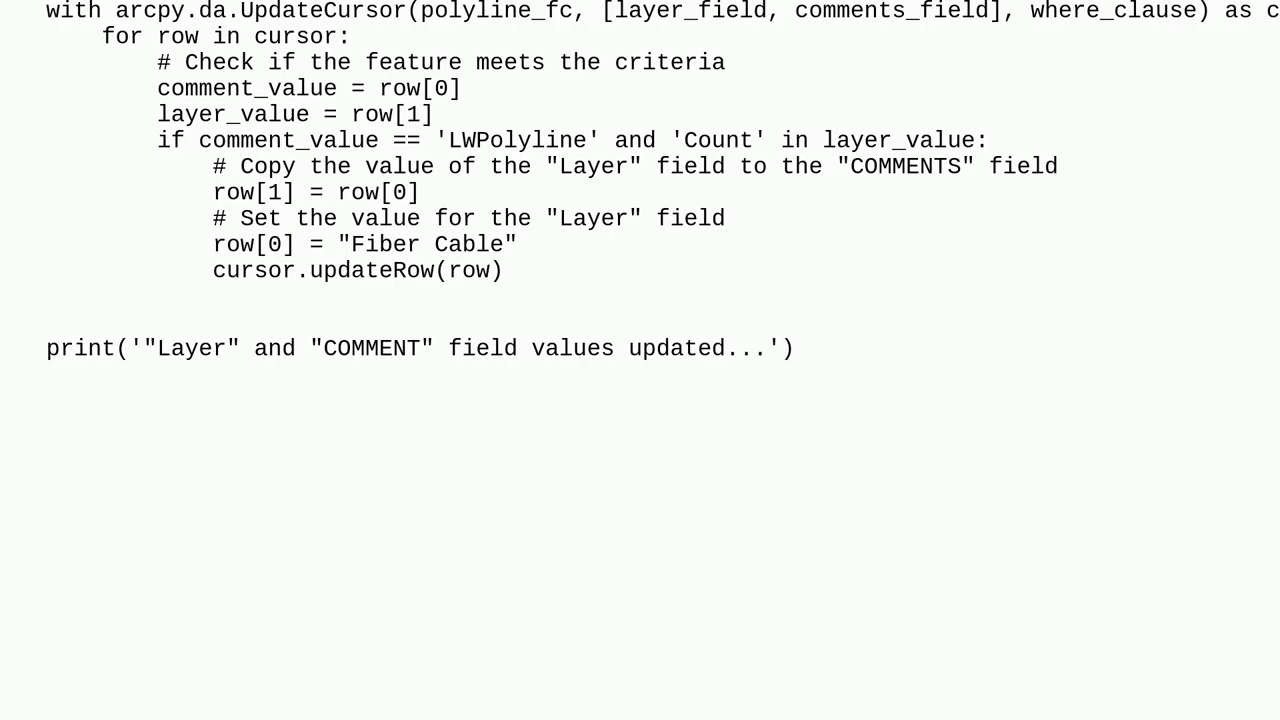 with arcpy.da.UpdateCursor(polyline_fc, [layer_field, comments_field], where_clause) as c
for row in cursor:
# Check if the feature meets the criteria
comment_value = row[0]
layer_value = row[1]
if comment_value == 'LWPolyline' and 'Count' in layer_value:
# Copy the value of the "Layer" field to the "COMMENTS" field
row[1] = row[0]
# Set the value for the "Layer" field
row[0] = "Fiber Cable"
cursor.updateRow(row)
print('"Layer" and "COMMENT" field values updated...')